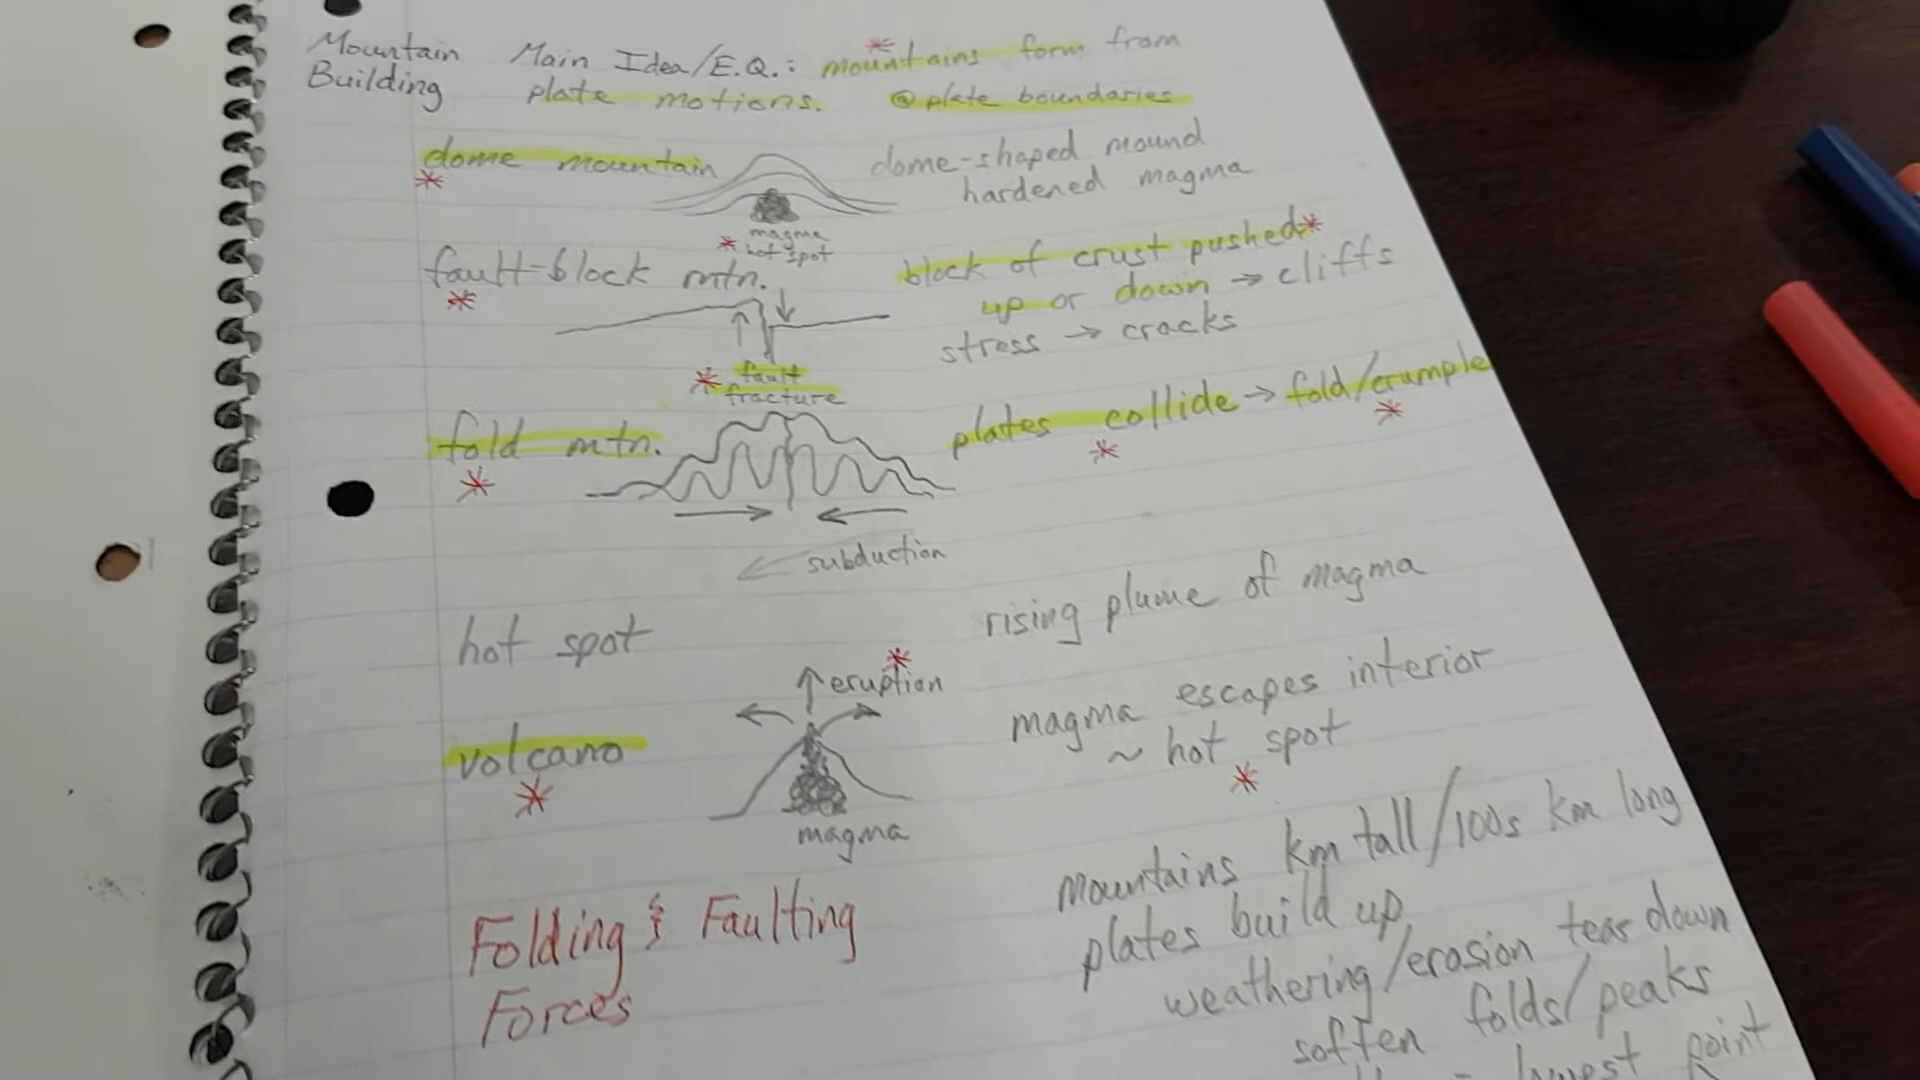 Mountain Building
Main Idea/E.Q.: mountains form from
plate motions. @ plate boundaries
dome mountain
magma
hot spot
dome-shaped mound
hardened magma
fault-block mtn.
fault
fracture
block of crust pushed
up or down → cliffs
stress → cracks
fold mtn.
plates collide → fold/crumple
subduction
hot spot
rising plume of magma
volcano
eruption
magma
magma escapes interior
~ hot spot
Folding & Faulting
Forces
mountains km tall/100s km long
plates build up,
weathering/erosion tear down
soften folds/peaks
= lowest point